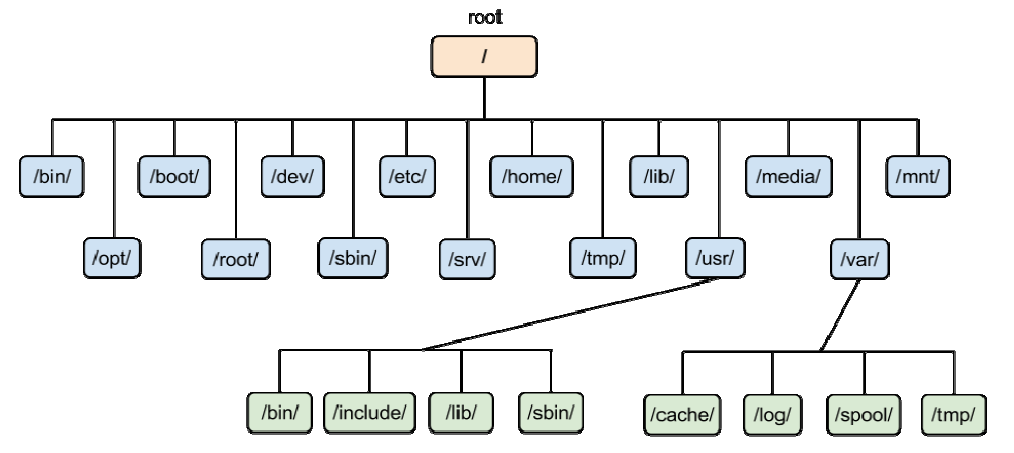 root
/
/bin/ /boot/ /dev/ /etc/ /home/ /lib/ /media/ /mnt/
/opt/ /root/ /sbin/ /srv/ /tmp/ /usr/ /var/
/bin/ /include/ /lib/ /sbin/ /cache/ /log/ /spool/ /tmp/